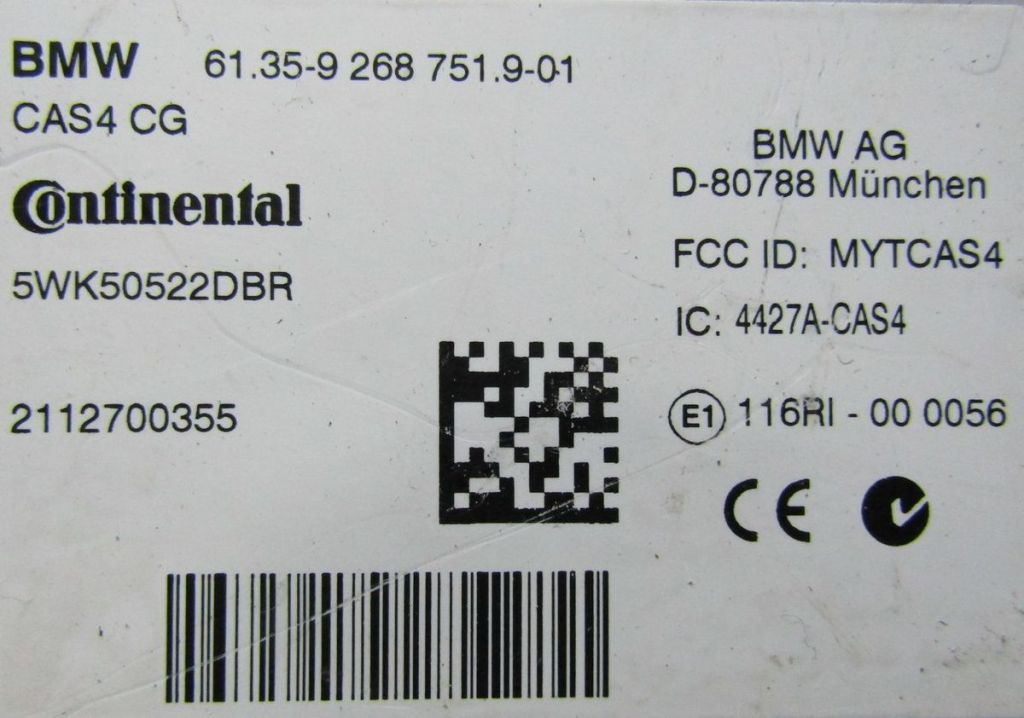 BMW 61.35-9 268 751.9-01
CAS4 CG
Continental
5WK50522DBR
2112700355
BMW AG
D-80788 München
FCC ID: MYTCAS4
IC: 4427A-CAS4
E1 116RI - 00 0056
CE